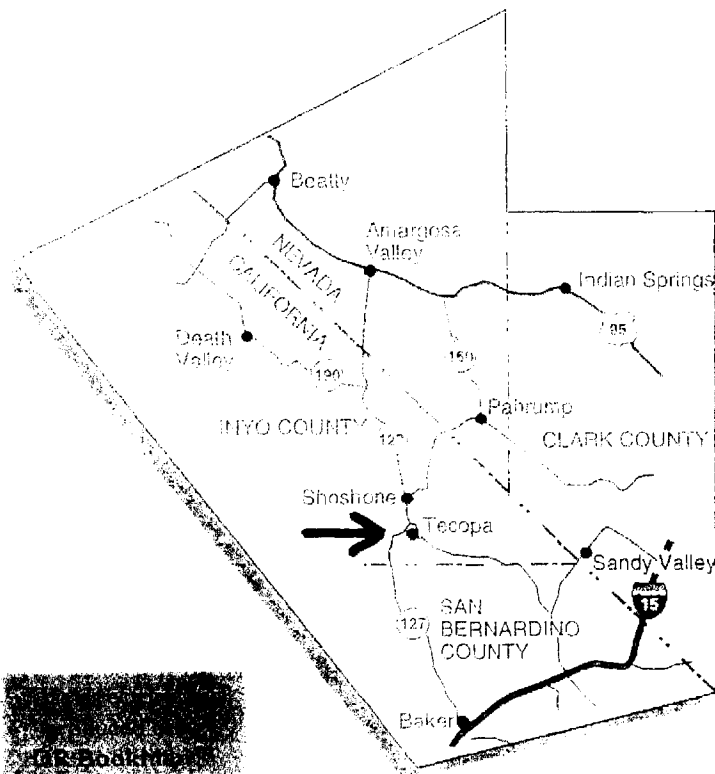 Beatty
Amargosa
Valley
NEVADA
CALIFORNIA
Indian Springs
95
Death
Valley
190
160
Pahrump
INYO COUNTY
127
CLARK COUNTY
Shoshone
Tecopa
Sandy Valley
15
127
SAN
BERNARDINO
COUNTY
Baker